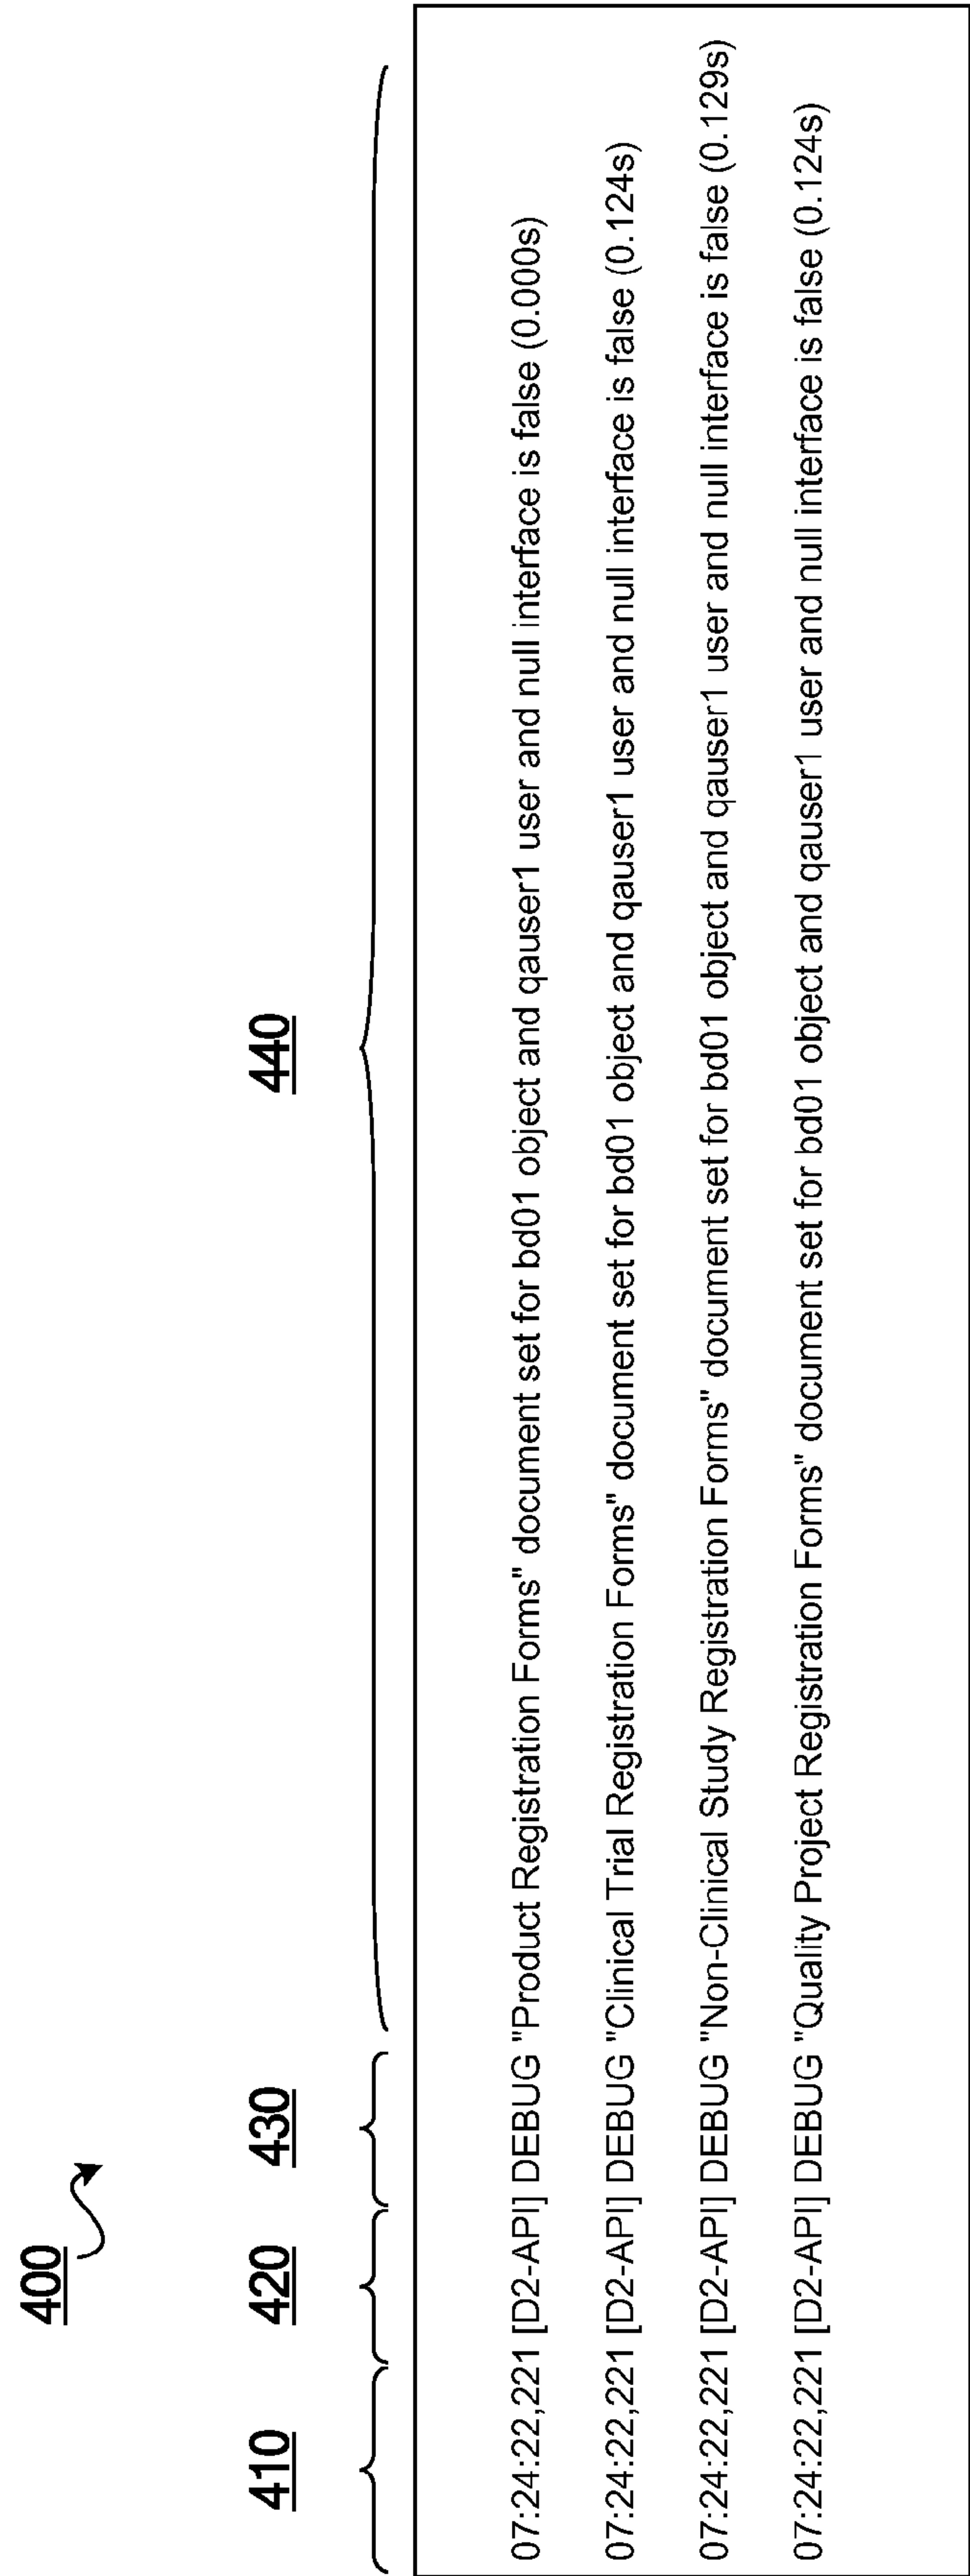 400
410 420 430 440
07:24:22,221 [D2-API] DEBUG "Product Registration Forms" document set for bd01 object and qauser1 user and null interface is false (0.000s)
07:24:22,221 [D2-API] DEBUG "Clinical Trial Registration Forms" document set for bd01 object and qauser1 user and null interface is false (0.124s)
07:24:22,221 [D2-API] DEBUG "Non-Clinical Study Registration Forms" document set for bd01 object and qauser1 user and null interface is false (0.129s)
07:24:22,221 [D2-API] DEBUG "Quality Project Registration Forms" document set for bd01 object and qauser1 user and null interface is false (0.124s)